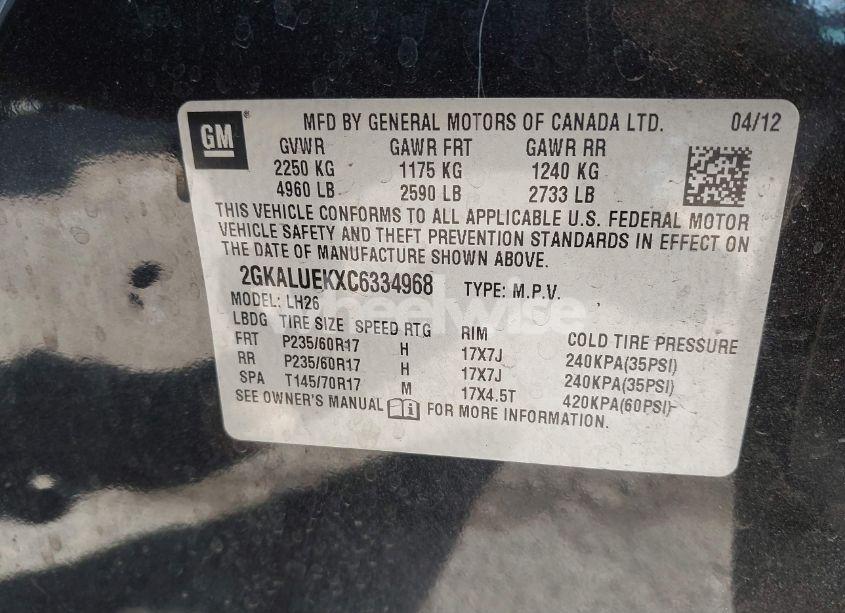 GM
MFD BY GENERAL MOTORS OF CANADA LTD. 04/12
GVWR GAWR FRT GAWR RR
2250 KG 1175 KG 1240 KG
4960 LB 2590 LB 2733 LB
THIS VEHICLE CONFORMS TO ALL APPLICABLE U.S. FEDERAL MOTOR
VEHICLE SAFETY AND THEFT PREVENTION STANDARDS IN EFFECT ON
THE DATE OF MANUFACTURE SHOWN ABOVE.
2GKALUEKXC6334968 TYPE: M.P.V.
MODEL: LH26
wheelwise
LBDG TIRE SIZE SPEED RTG RIM COLD TIRE PRESSURE
FRT P235/60R17 H 17X7J 240KPA(35PSI)
RR P235/60R17 H 17X7J 240KPA(35PSI)
SPA T145/70R17 M 17X4.5T 420KPA(60PSI)
SEE OWNER'S MANUAL FOR MORE INFORMATION.